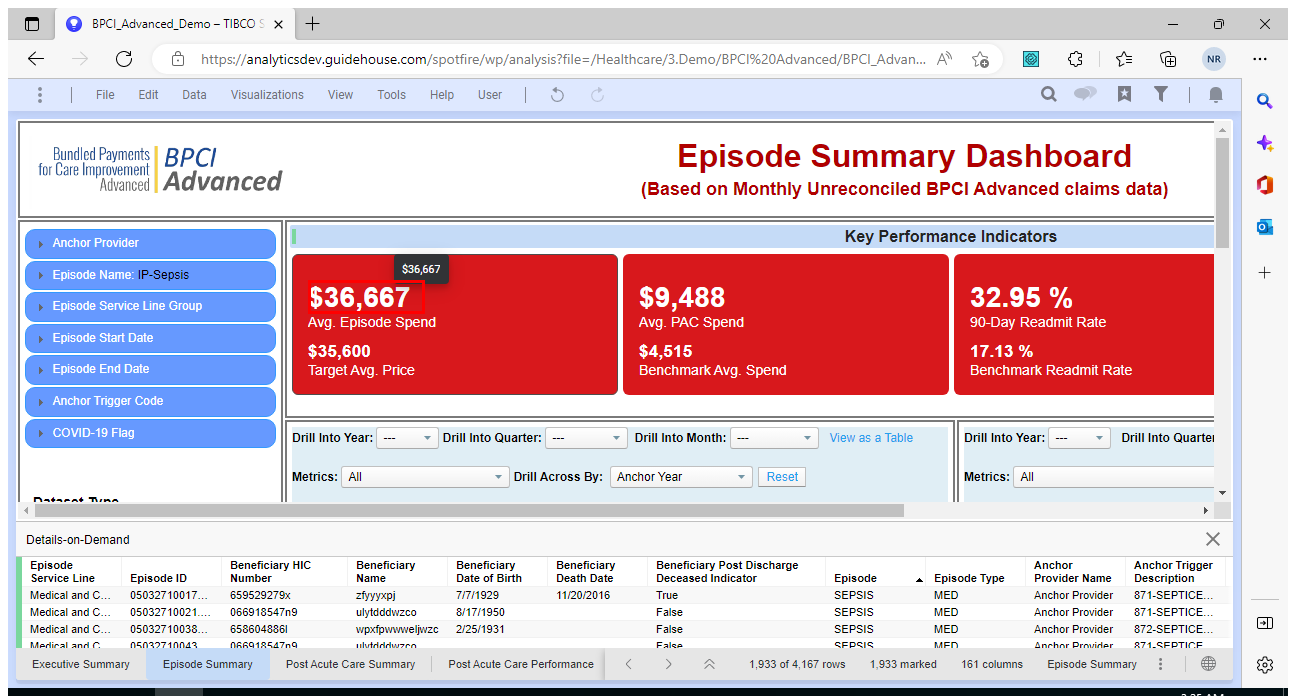 BPCI_Advanced_Demo – TIBCO S
https://analyticsdev.guidehouse.com/spotfire/wp/analysis?file=/Healthcare/3.Demo/BPCI%20Advanced/BPCI_Advan...
NR
File Edit Data Visualizations View Tools Help User
Bundled Payments
for Care Improvement
Advanced
BPCI
Advanced
Episode Summary Dashboard
(Based on Monthly Unreconciled BPCI Advanced claims data)
Anchor Provider
Episode Name: IP-Sepsis
Episode Service Line Group
Episode Start Date
Episode End Date
Anchor Trigger Code
COVID-19 Flag
Dataset Type
Key Performance Indicators
$36,667
$36,667
Avg. Episode Spend
$35,600
Target Avg. Price
$9,488
Avg. PAC Spend
$4,515
Benchmark Avg. Spend
32.95 %
90-Day Readmit Rate
17.13 %
Benchmark Readmit Rate
Drill Into Year: --- Drill Into Quarter: --- Drill Into Month: --- View as a Table
Metrics: All Drill Across By: Anchor Year Reset
Drill Into Year: --- Drill Into Quarter
Metrics: All
Details-on-Demand
Episode Service Line Episode ID Beneficiary HIC Number Beneficiary Name Beneficiary Date of Birth Beneficiary Death Date Beneficiary Post Discharge Deceased Indicator Episode Episode Type Anchor Provider Name Anchor Trigger Description
Medical and C... 05032710017... 659529279x zfyyyxpj 7/7/1929 11/20/2016 True SEPSIS MED Anchor Provider 871-SEPTICE...
Medical and C... 05032710021.... 066918547n9 ulytdddwzco 8/17/1950 False SEPSIS MED Anchor Provider 871-SEPTICE...
Medical and C... 05032710038... 658604886l wpxfpwwweljwzc 2/25/1931 False SEPSIS MED Anchor Provider 872-SEPTICE...
Medical and C... 05032710043... 066918547n9 ulytdddwzco False SEPSIS MED Anchor Provider 871-SEPTICE...
Executive Summary Episode Summary Post Acute Care Summary Post Acute Care Performance 1,933 of 4,167 rows 1,933 marked 161 columns Episode Summary